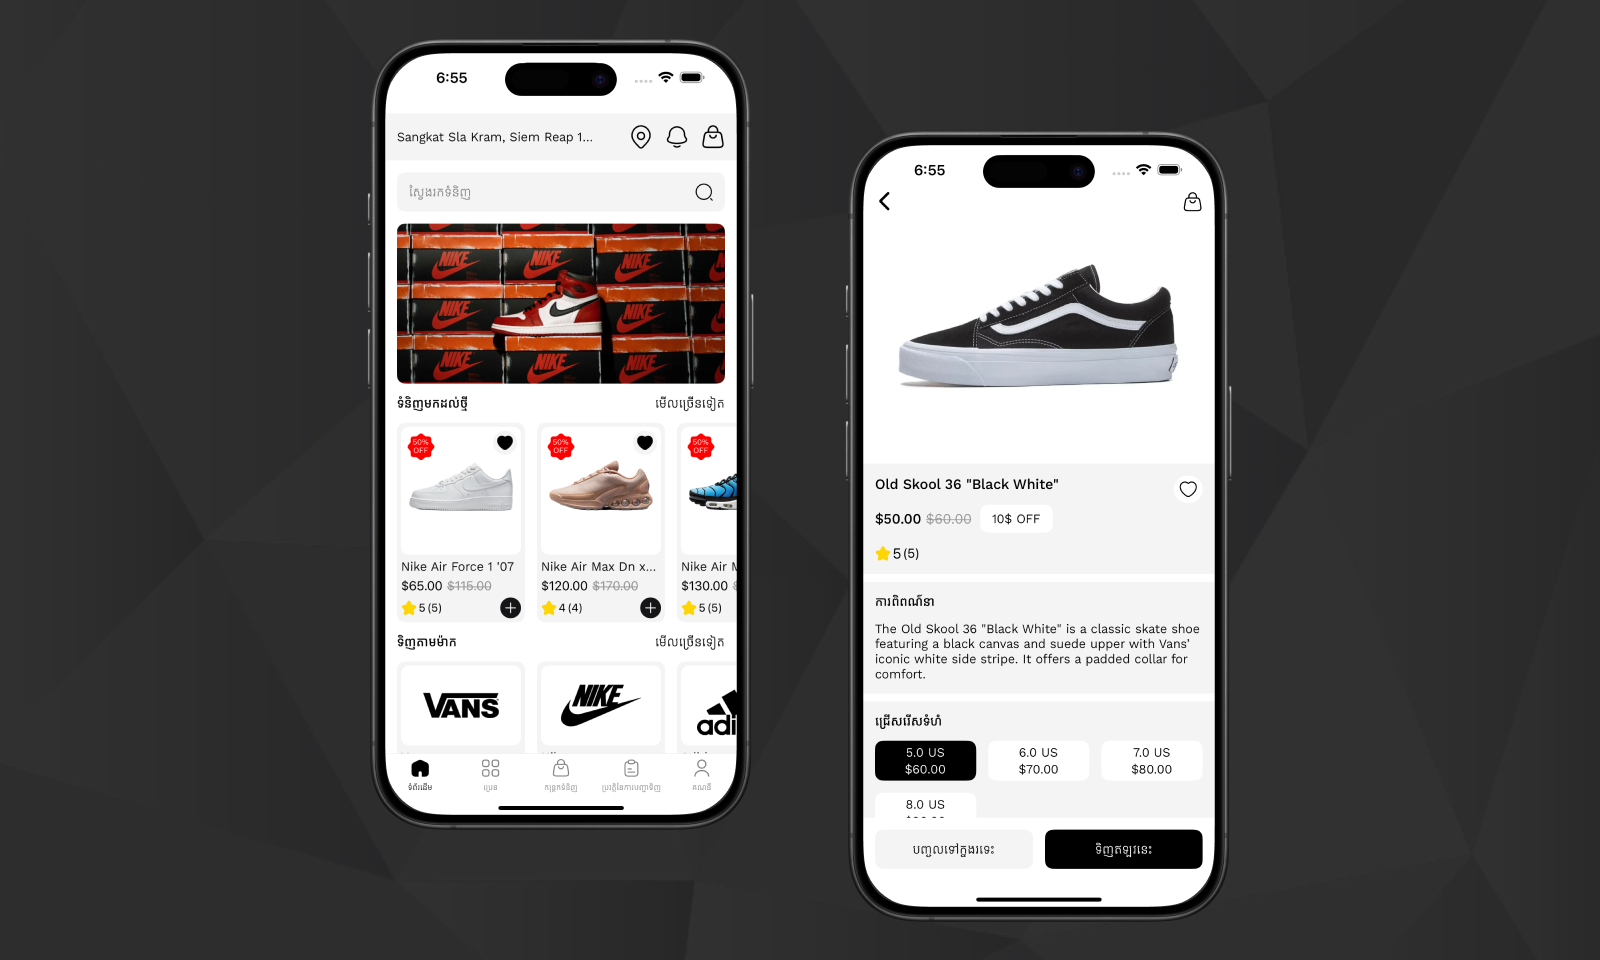 6:55
Sangkat Sla Kram, Siem Reap 1...
ស្វែងរកទំនិញ
NIKE NIKE NIKE
NIKE NIKE
NIKE NIKE NIKE
ទំនិញមកដល់ថ្មី មើលច្រើនទៀត
50% OFF
50% OFF
50% OFF
Nike Air Force 1 '07
$65.00 $115.00
5 (5)
Nike Air Max Dn x...
$120.00 $170.00
4 (4)
Nike Air M
$130.00
5 (5)
ទិញតាមម៉ាក មើលច្រើនទៀត
VANS
NIKE
adi
ទំព័រដើម ប្រេន កន្ត្រកទំនិញ ប្រវត្តិនៃការបញ្ជាទិញ គណនី
6:55
Old Skool 36 "Black White"
$50.00 $60.00 10$ OFF
5 (5)
ការពិពណ៌នា
The Old Skool 36 "Black White" is a classic skate shoe
featuring a black canvas and suede upper with Vans'
iconic white side stripe. It offers a padded collar for
comfort.
ជ្រើសរើសទំហំ
5.0 US
$60.00
6.0 US
$70.00
7.0 US
$80.00
8.0 US
បញ្ចូលទៅក្នុងរទេះ
ទិញឥឡូវនេះ